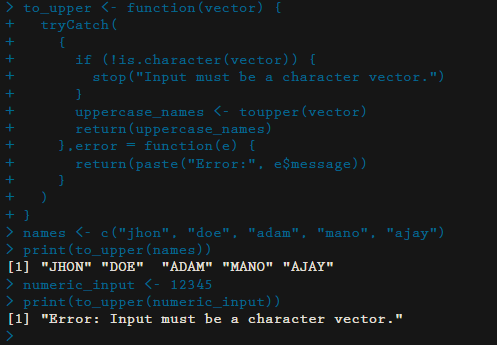 > to_upper <- function(vector) {
+   tryCatch(
+     {
+       if (!is.character(vector)) {
+         stop("Input must be a character vector.")
+       }
+       uppercase_names <- toupper(vector)
+       return(uppercase_names)
+     },error = function(e) {
+       return(paste("Error:", e$message))
+     }
+   )
+ }
> names <- c("jhon", "doe", "adam", "mano", "ajay")
> print(to_upper(names))
[1] "JHON" "DOE"  "ADAM" "MANO" "AJAY"
> numeric_input <- 12345
> print(to_upper(numeric_input))
[1] "Error: Input must be a character vector."
>